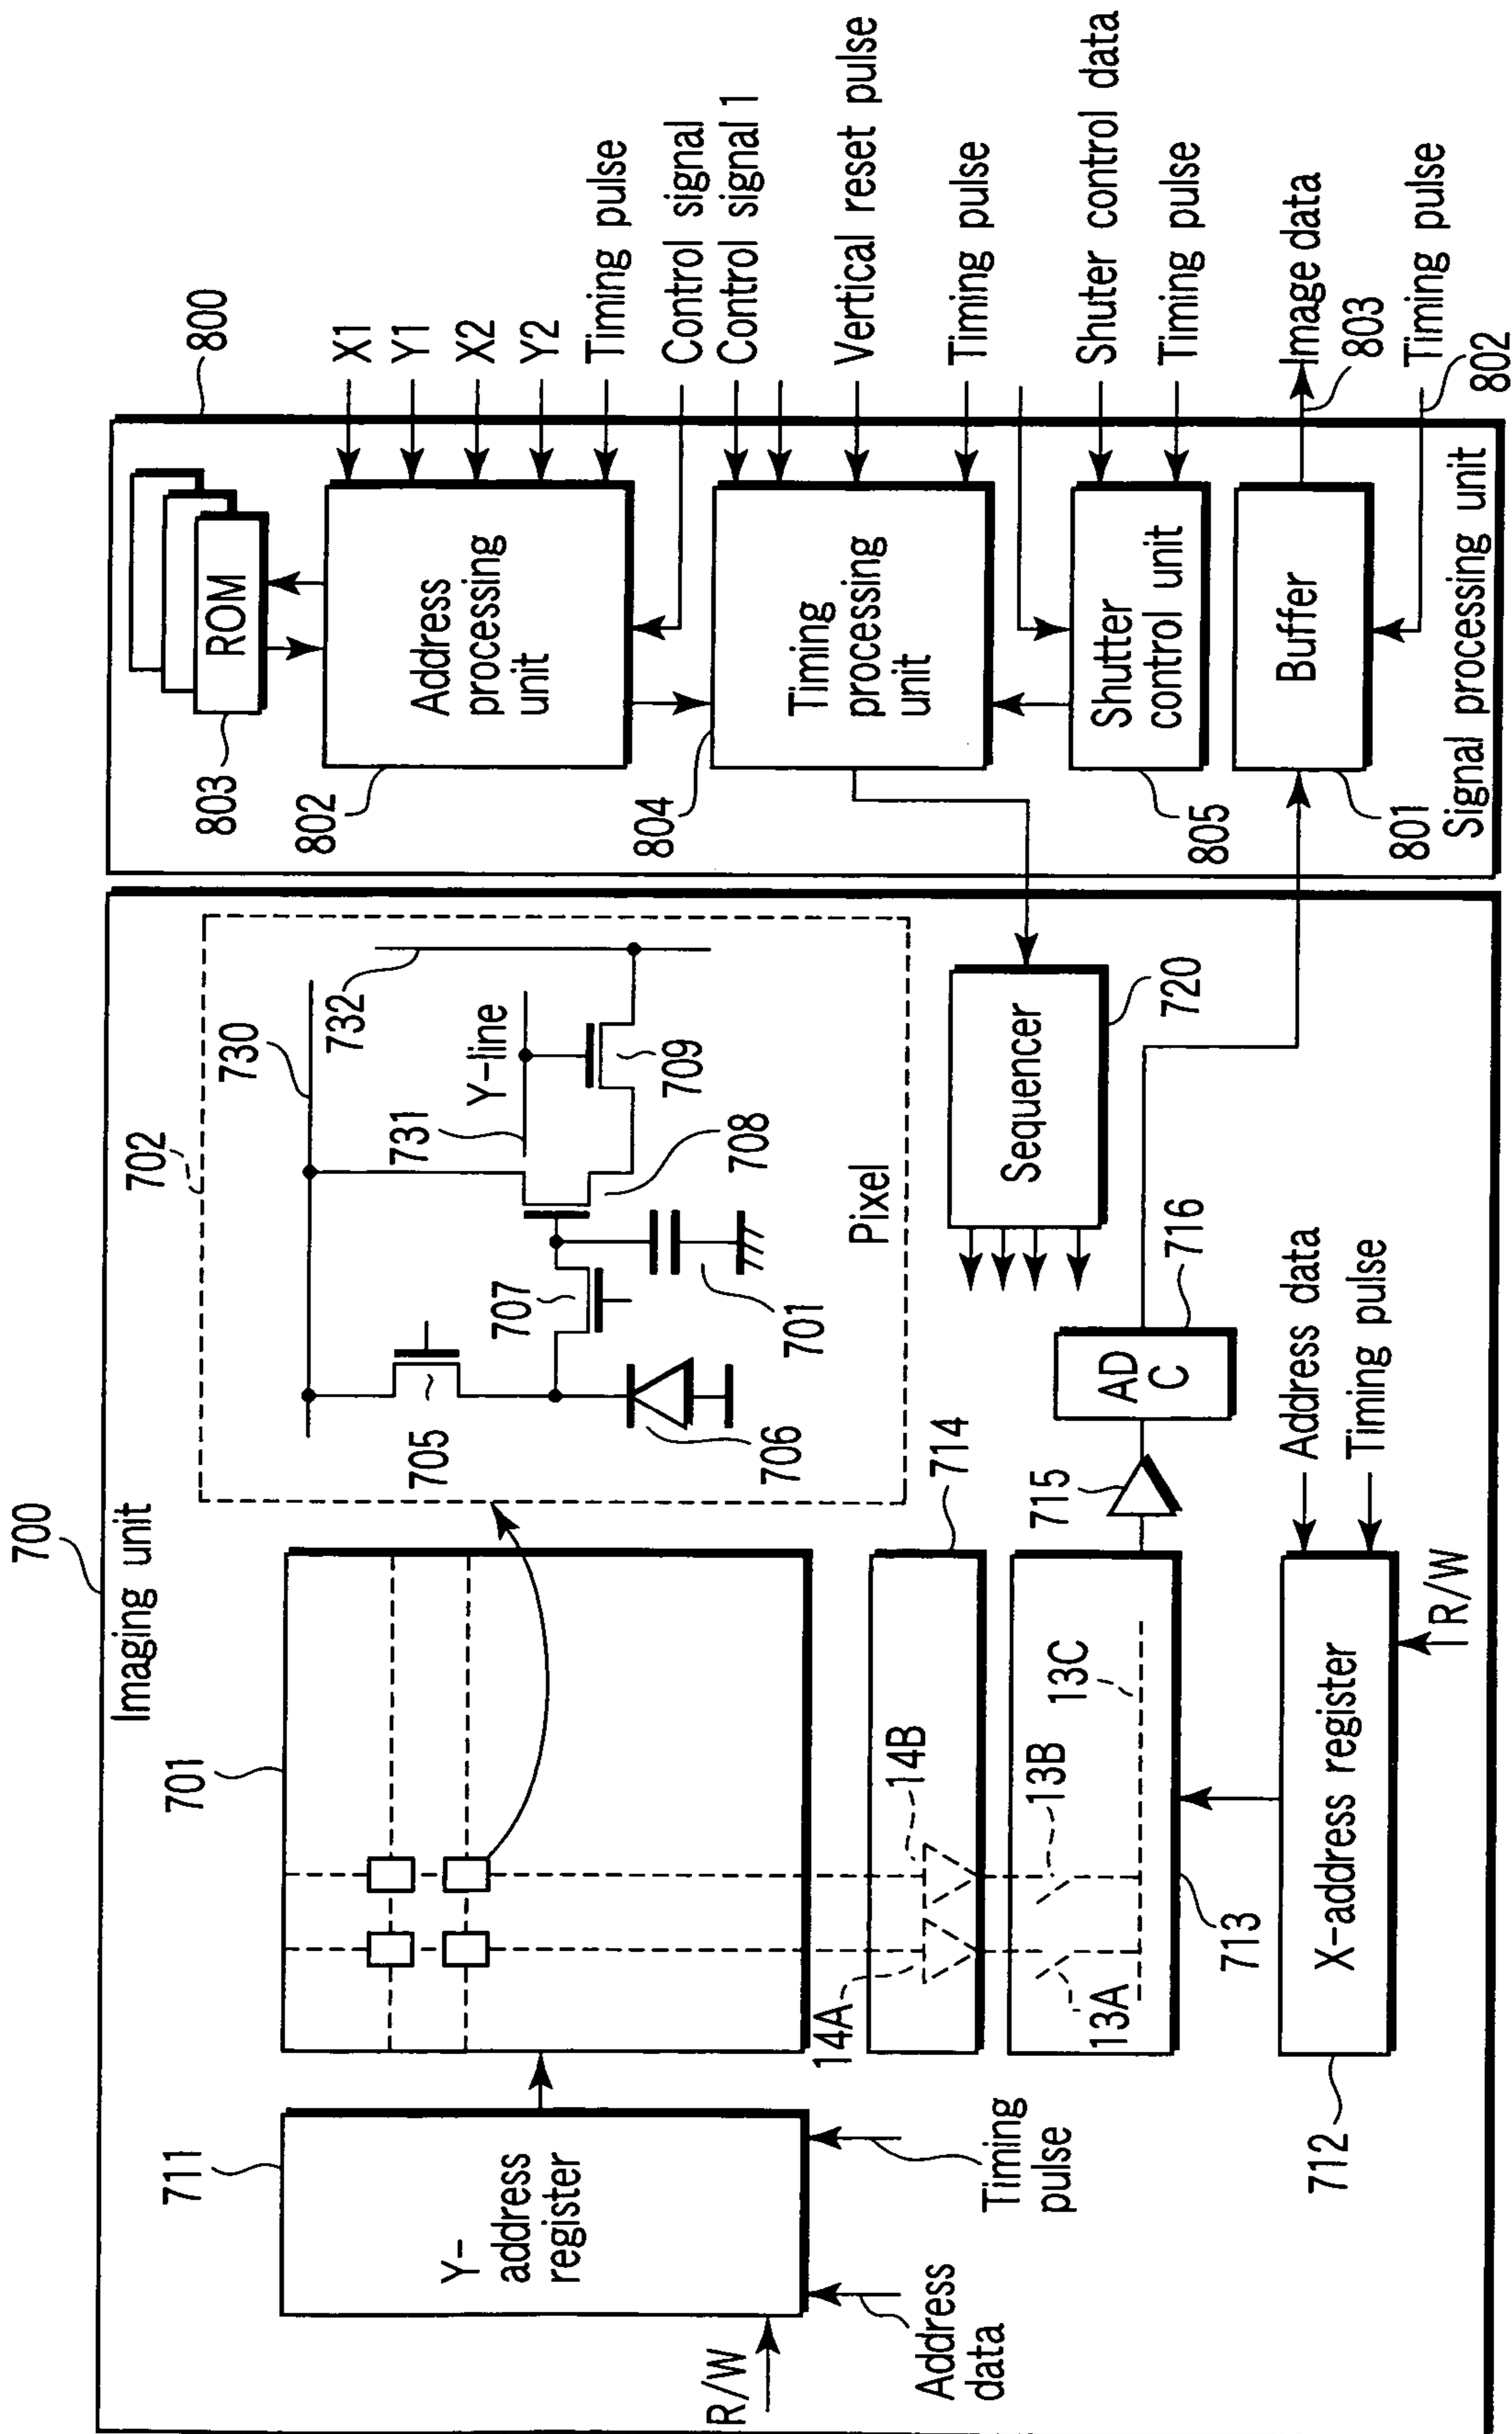 700
Imaging unit
711
Y-
address
register
R/W
Address
data
Timing
pulse
701
702
730
732
731
Y-line
705
706
707
701
708
709
Pixel
14A
14B
714
13A
13B
13C
713
715
AD
C
716
Sequencer
720
X-address register
712
Address data
Timing pulse
R/W
800
ROM
803
Address
processing
unit
802
X1
Y1
X2
Y2
Timing pulse
Control signal
Control signal 1
Timing
processing
unit
804
Vertical reset pulse
Timing pulse
Shutter
control unit
805
Shuter control data
Timing pulse
Buffer
801
Image data
803
Timing pulse
802
Signal processing unit